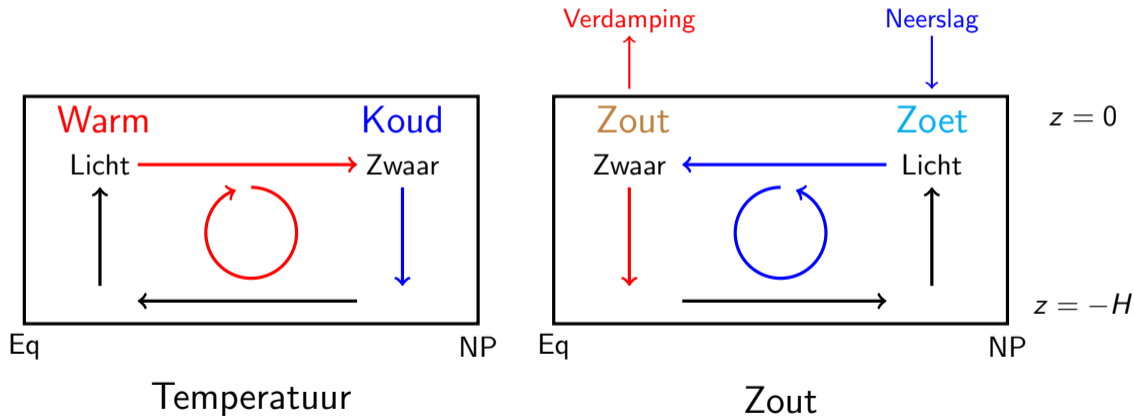 Verdamping Neerslag
Warm Koud Zout Zoet z = 0
Licht Zwaar Zwaar Licht
z = −H
Eq NP Eq NP
Temperatuur Zout